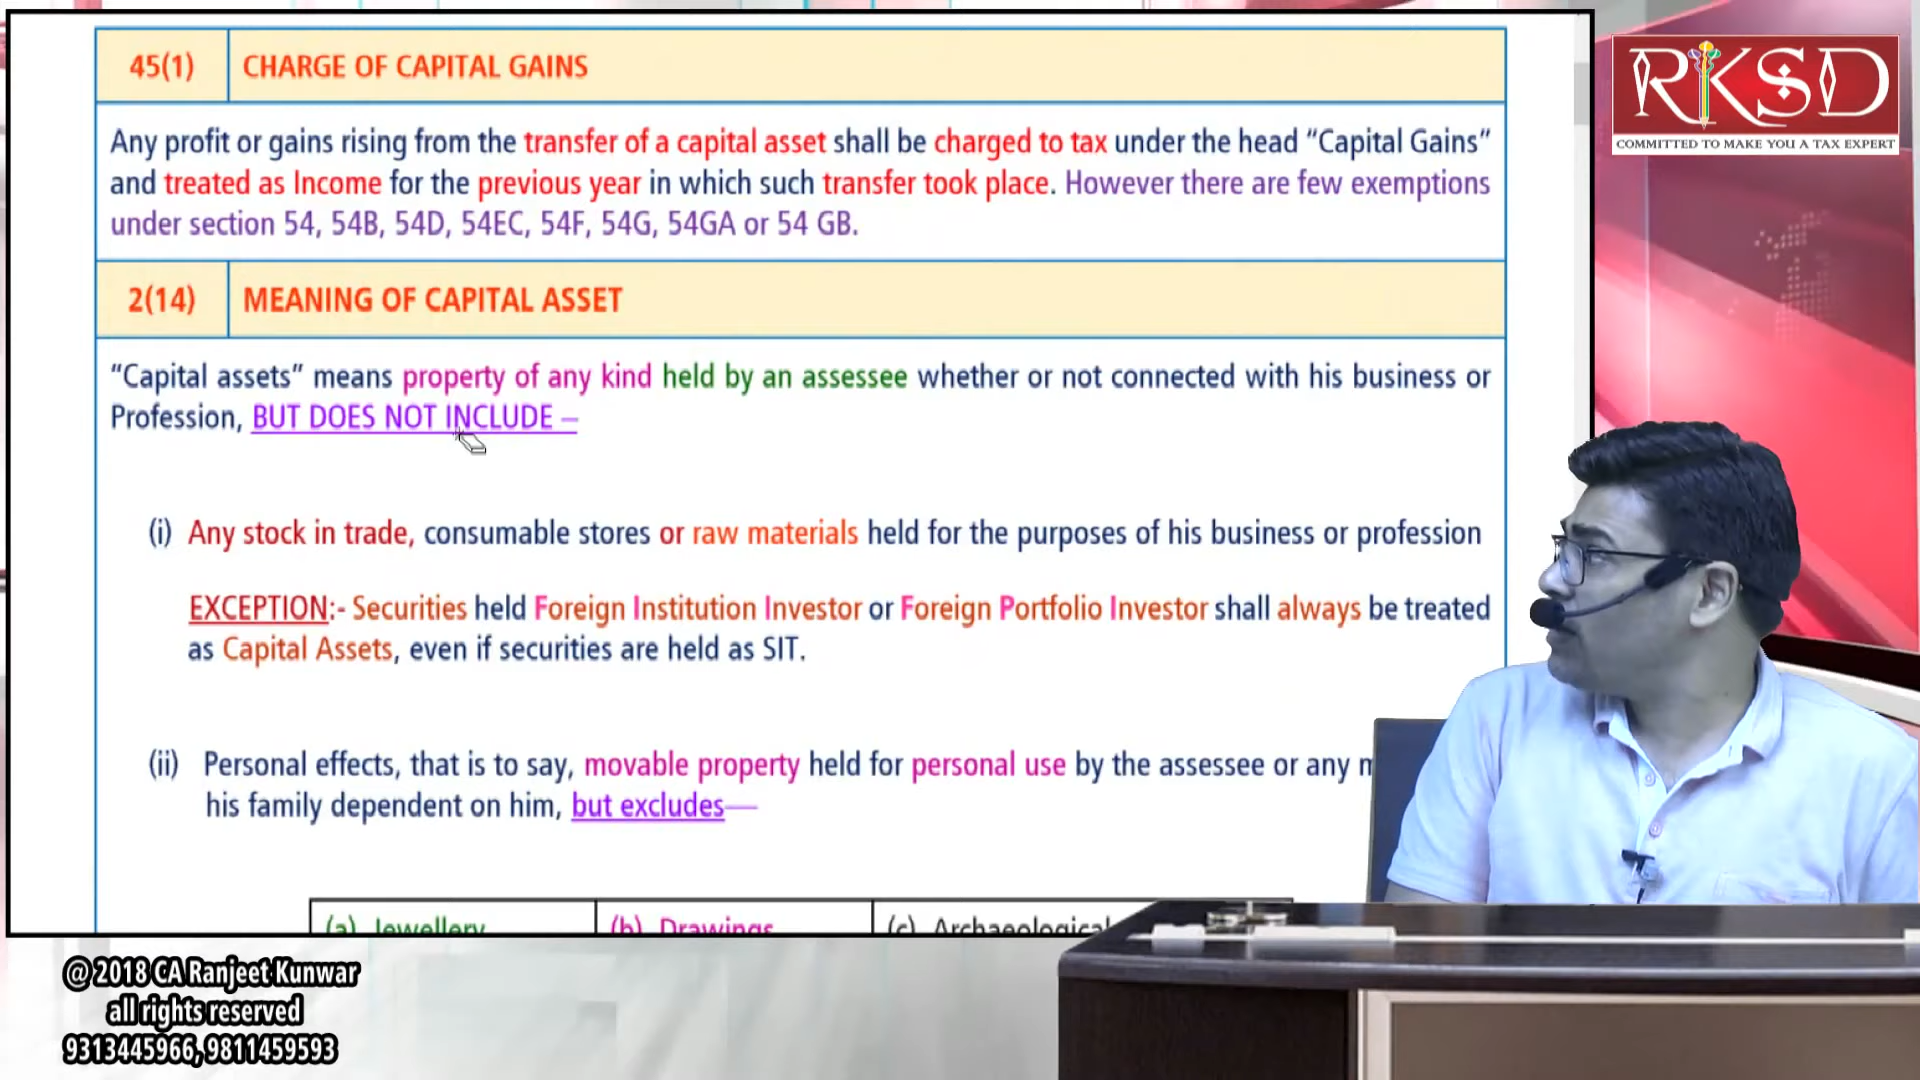 45(1) CHARGE OF CAPITAL GAINS
Any profit or gains rising from the transfer of a capital asset shall be charged to tax under the head “Capital Gains”
and treated as Income for the previous year in which such transfer took place. However there are few exemptions
under section 54, 54B, 54D, 54EC, 54F, 54G, 54GA or 54 GB.
2(14) MEANING OF CAPITAL ASSET
“Capital assets” means property of any kind held by an assessee whether or not connected with his business or
Profession, BUT DOES NOT INCLUDE –
(i) Any stock in trade, consumable stores or raw materials held for the purposes of his business or profession
EXCEPTION:- Securities held Foreign Institution Investor or Foreign Portfolio Investor shall always be treated
as Capital Assets, even if securities are held as SIT.
(ii) Personal effects, that is to say, movable property held for personal use by the assessee or any
his family dependent on him, but excludes—
(a) Jewellery (b) Drawings (c) Archaeological
RKSD
COMMITTED TO MAKE YOU A TAX EXPERT
@ 2018 CA Ranjeet Kunwar
all rights reserved
9313445966, 9811459593